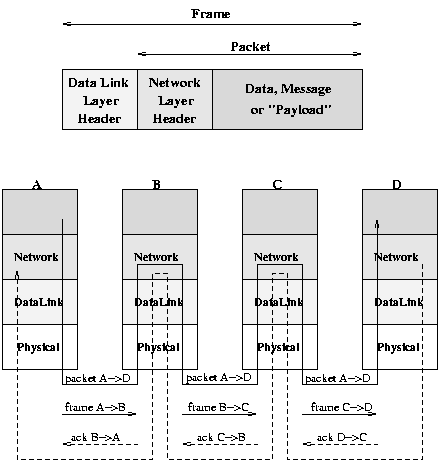 Frame
Packet
Data Link
Layer
Header
Network
Layer
Header
Data, Message
or "Payload"
A B C D
Network Network Network Network
DataLink DataLink DataLink DataLink
Physical Physical Physical Physical
packet A->D packet A->D packet A->D
frame A->B frame B->C frame C->D
ack B->A ack C->B ack D->C